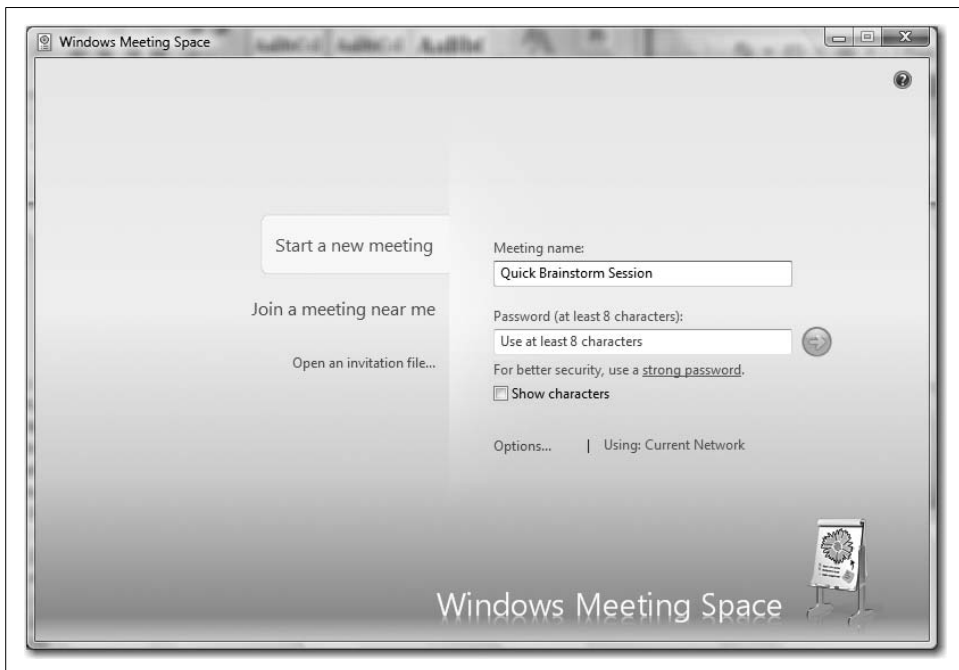 Windows Meeting Space
Start a new meeting
Join a meeting near me
Open an invitation file...
Meeting name:
Quick Brainstorm Session
Password (at least 8 characters):
Use at least 8 characters
For better security, use a strong password.
Show characters
Options... | Using: Current Network
Windows Meeting Space